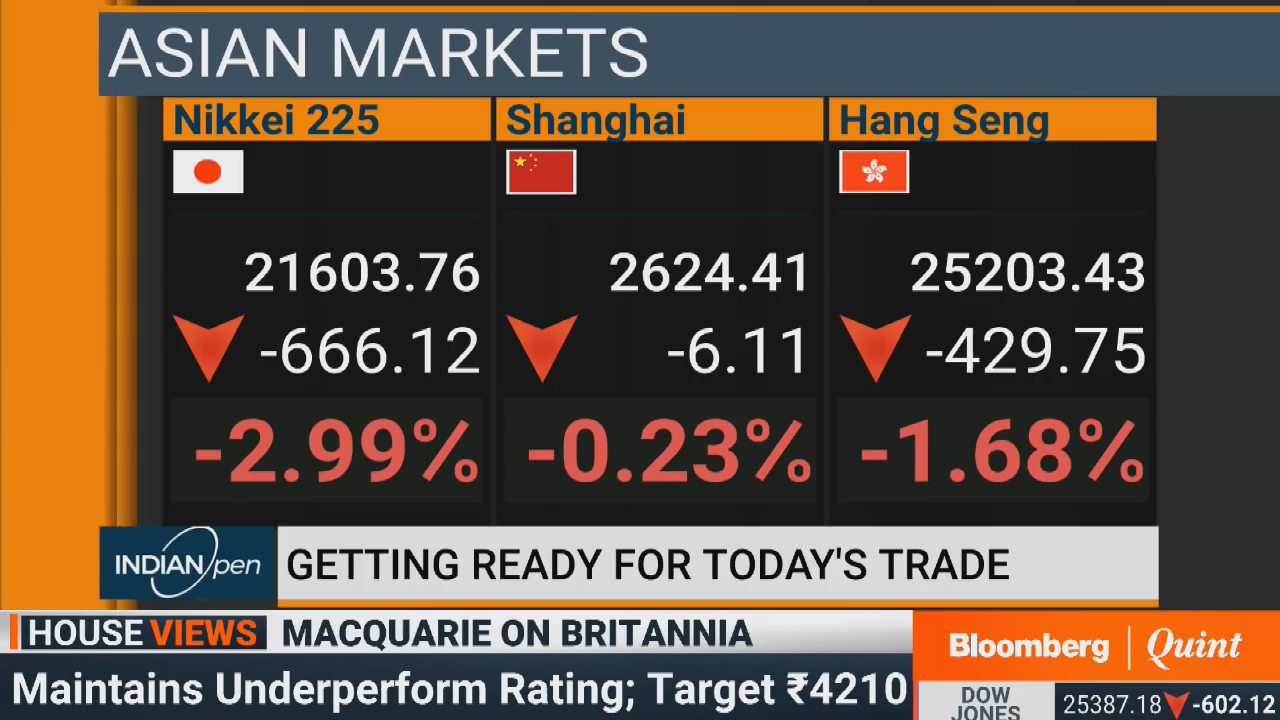 ASIAN MARKETS
Nikkei 225
21603.76
-666.12
-2.99%
Shanghai
2624.41
-6.11
-0.23%
Hang Seng
25203.43
-429.75
-1.68%
INDIAN Open
GETTING READY FOR TODAY'S TRADE
HOUSE VIEWS MACQUARIE ON BRITANNIA
Maintains Underperform Rating; Target ₹4210
Bloomberg | Quint
DOW
JONES
25387.18 -602.12